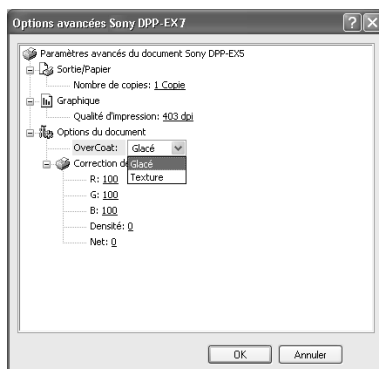 Options avancées Sony DPP-EX7
Paramètres avancés du document Sony DPP-EX5
Sortie/Papier
Nombre de copies: 1 Copie
Graphique
Qualité d'impression: 403 dpi
Options du document
OverCoat: Glacé
Correction de
Glacé
Texture
R: 100
G: 100
B: 100
Densité: 0
Net: 0
OK Annuler